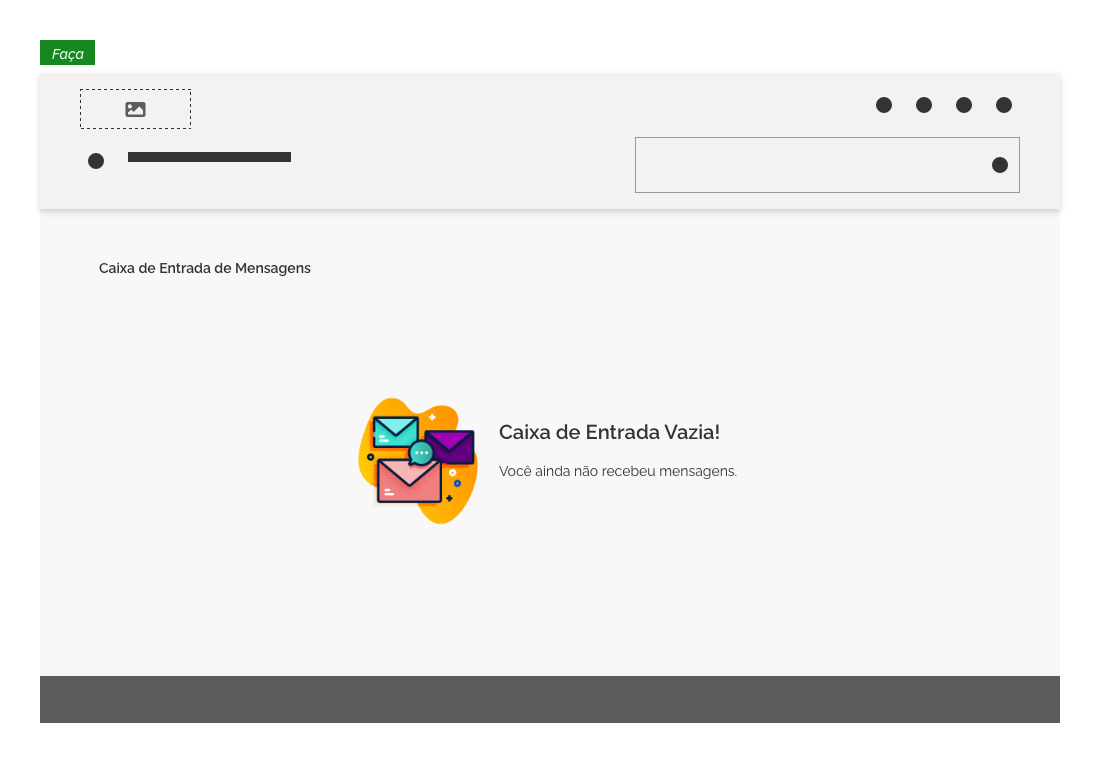 Faça
Caixa de Entrada de Mensagens
Caixa de Entrada Vazia!
Você ainda não recebeu mensagens.